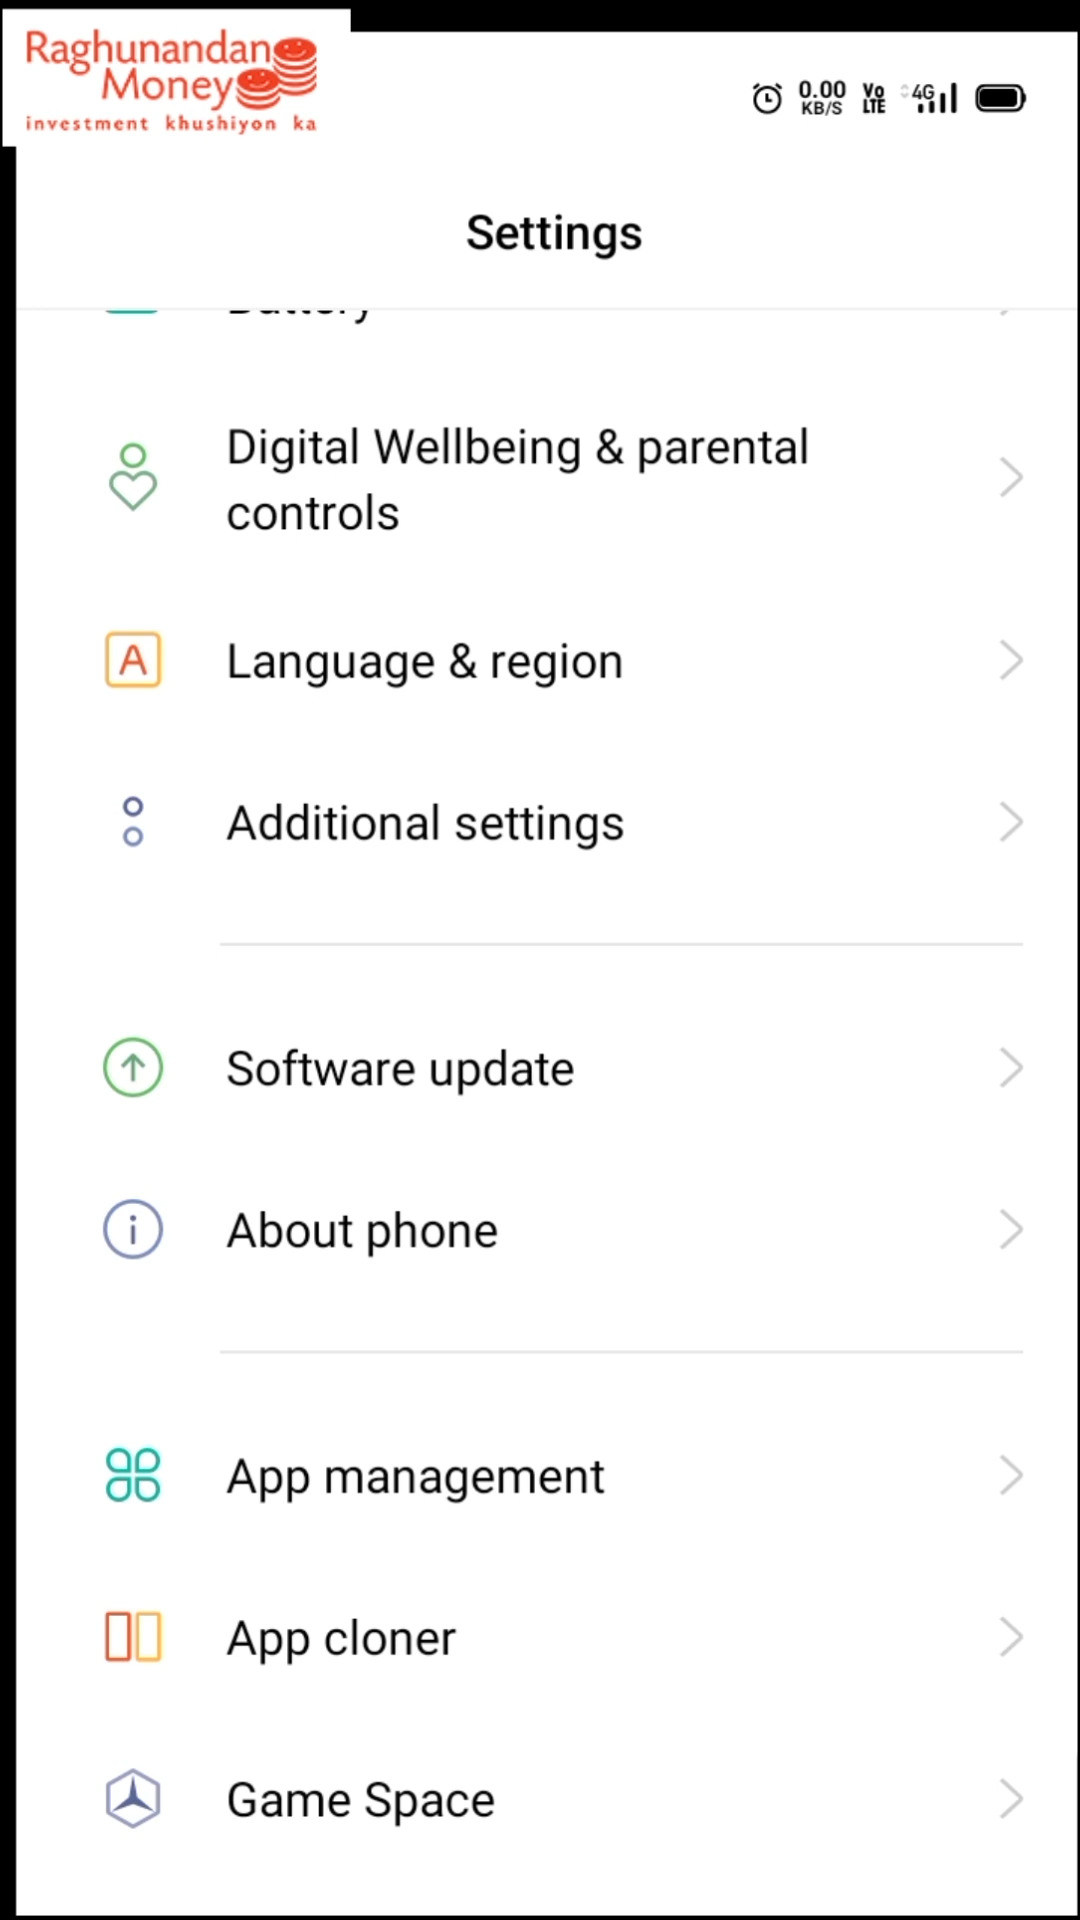 Raghunandan
Money
investment khushiyon ka
0.00
KB/S
Vo
LTE
4G
Settings
Battery
Digital Wellbeing & parental
controls
A
Language & region
Additional settings
Software update
i
About phone
App management
App cloner
Game Space